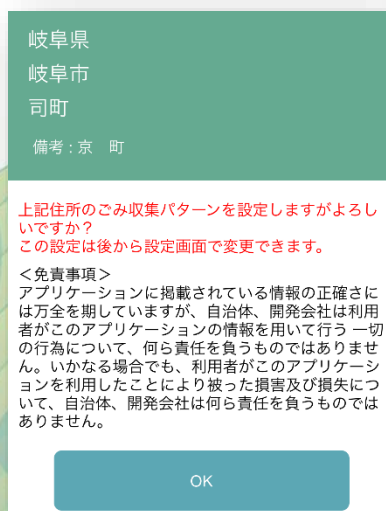 岐阜県
岐阜市
司町
備考：京　町
上記住所のごみ収集パターンを設定しますがよろし
いですか？
この設定は後から設定画面で変更できます。
＜免責事項＞
アプリケーションに掲載されている情報の正確さに
は万全を期していますが、自治体、開発会社は利用
者がこのアプリケーションの情報を用いて行う 一切
の行為について、何ら責任を負うものではありませ
ん。いかなる場合でも、利用者がこのアプリケーシ
ョンを利用したことにより被った損害及び損失につ
いて、自治体、開発会社は何ら責任を負うものでは
ありません。
OK